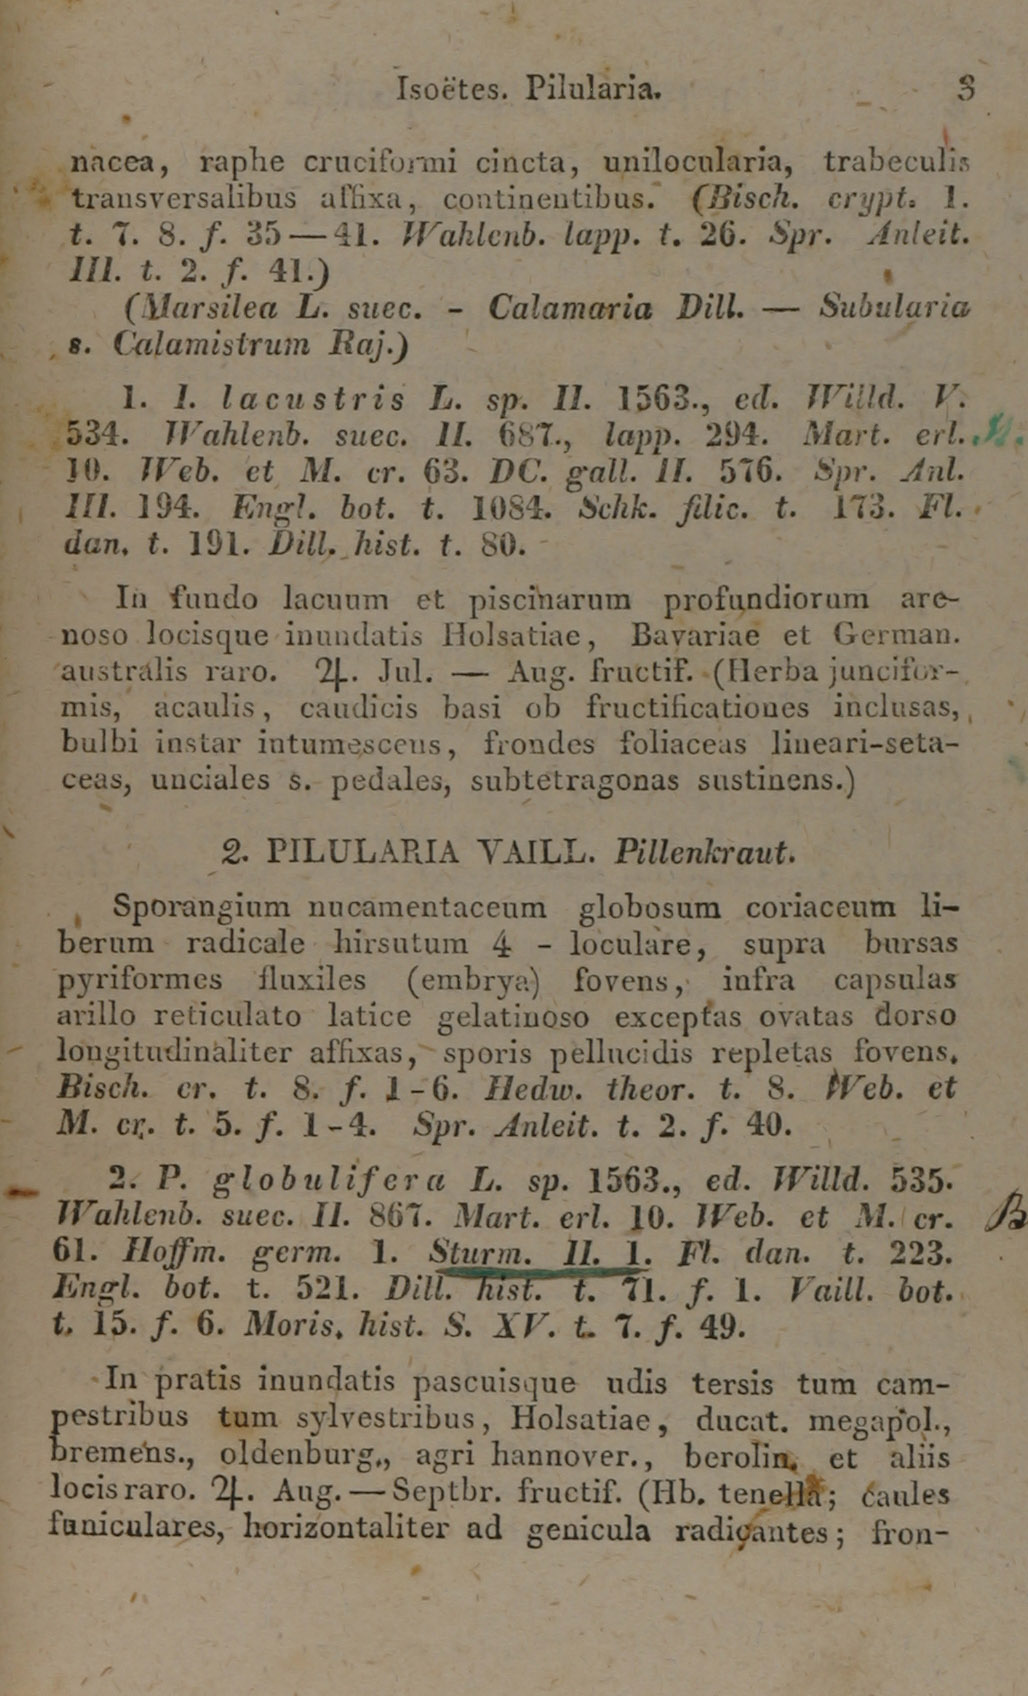 Isoëtes. Pilularia. 3
nacea, raphe cruciformi cincta, unilocularia, trabeculis
transversalibus affixa, continentibus. (Bisch. crypt. 1.
t. 7. 8. f. 35—41. Wahlenb. lapp. t. 26. Spr. Anleit.
III. t. 2. f. 41.)
(Marsilea L. suec. - Calamaria Dill. — Subularia
s. Calamistrum Raj.)
1. I. lacustris L. sp. II. 1563., ed. Willd. V.
534. Wahlenb. suec. II. 687., lapp. 294. Mart. erl.
10. Web. et M. cr. 63. DC. gall. II. 576. Spr. Anl.
III. 194. Engl. bot. t. 1084. Schk. filic. t. 173. Fl.
dan. t. 191. Dill. hist. t. 80.
In fundo lacuum et piscinarum profundiorum are-
noso locisque inundatis Holsatiae, Bavariae et German.
australis raro. ♃. Jul. — Aug. fructif. (Herba juncifor-
mis, acaulis, caudicis basi ob fructificationes inclusas,
bulbi instar intumescens, frondes foliaceas lineari-seta-
ceas, unciales s. pedales, subtetragonas sustinens.)
2. PILULARIA VAILL. Pillenkraut.
Sporangium nucamentaceum globosum coriaceum li-
berum radicale hirsutum 4 - loculare, supra bursas
pyriformes fluxiles (embrya) fovens, infra capsulas
arillo reticulato latice gelatinoso exceptas ovatas dorso
longitudinaliter affixas, sporis pellucidis repletas fovens.
Bisch. cr. t. 8. f. 1-6. Hedw. theor. t. 8. Web. et
M. cr. t. 5. f. 1-4. Spr. Anleit. t. 2. f. 40.
2. P. globulifera L. sp. 1563., ed. Willd. 535.
Wahlenb. suec. II. 867. Mart. erl. 10. Web. et M. cr. B
61. Hoffm. germ. 1. Sturm. II. 1. Fl. dan. t. 223.
Engl. bot. t. 521. Dill. hist. t. 71. f. 1. Vaill. bot.
t. 15. f. 6. Moris. hist. S. XV. t. 7. f. 49.
In pratis inundatis pascuisque udis tersis tum cam-
pestribus tum sylvestribus, Holsatiae, ducat. megapol.,
bremens., oldenburg., agri hannover., berolin. et aliis
locis raro. ♃. Aug.—Septbr. fructif. (Hb. tenella; caules
funiculares, horizontaliter ad genicula radicantes; fron-